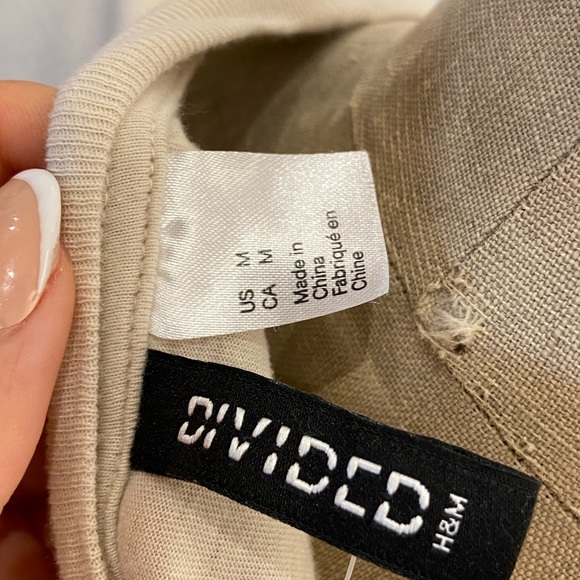 US M
CA M
Made in
China
Fabriqué en
Chine
DIVIDED
H&M